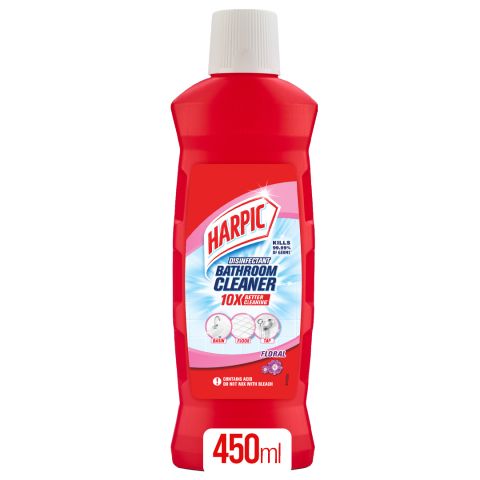 HARPIC
KILLS
99.99%
OF GERMS
DISINFECTANT
BATHROOM
CLEANER
10X BETTER CLEANING
BASIN FLOOR TAP
FLORAL
CONTAINS ACID
DO NOT MIX WITH BLEACH
450ml